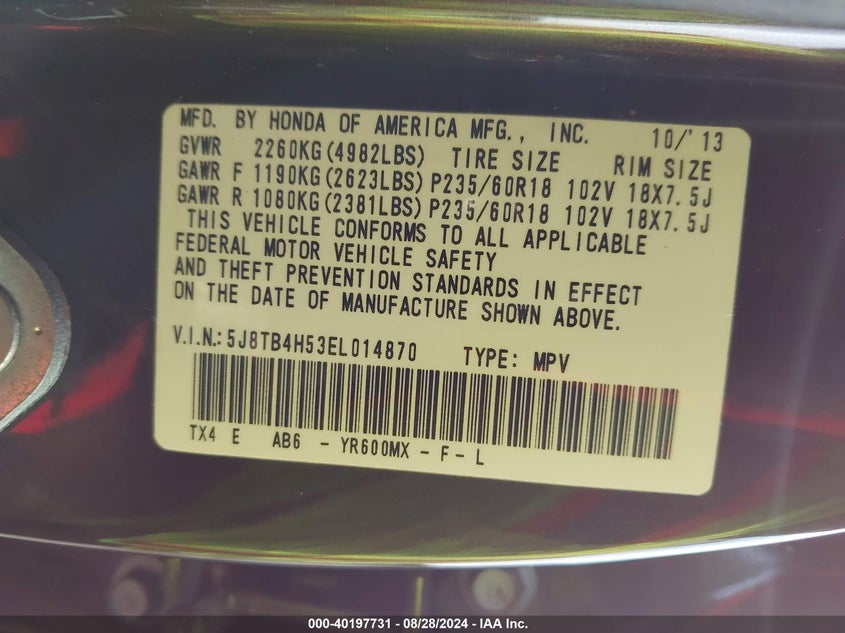 MFD. BY HONDA OF AMERICA MFG., INC. 10/'13
GVWR 2260KG(4982LBS) TIRE SIZE RIM SIZE
GAWR F 1190KG(2623LBS) P235/60R18 102V 18X7.5J
GAWR R 1080KG(2381LBS) P235/60R18 102V 18X7.5J
THIS VEHICLE CONFORMS TO ALL APPLICABLE
FEDERAL MOTOR VEHICLE SAFETY
AND THEFT PREVENTION STANDARDS IN EFFECT
ON THE DATE OF MANUFACTURE SHOWN ABOVE.
V.I.N.:5J8TB4H53EL014870 TYPE: MPV
TX4 E AB6 - YR600MX - F - L
000-40197731 - 08/28/2024 - IAA Inc.